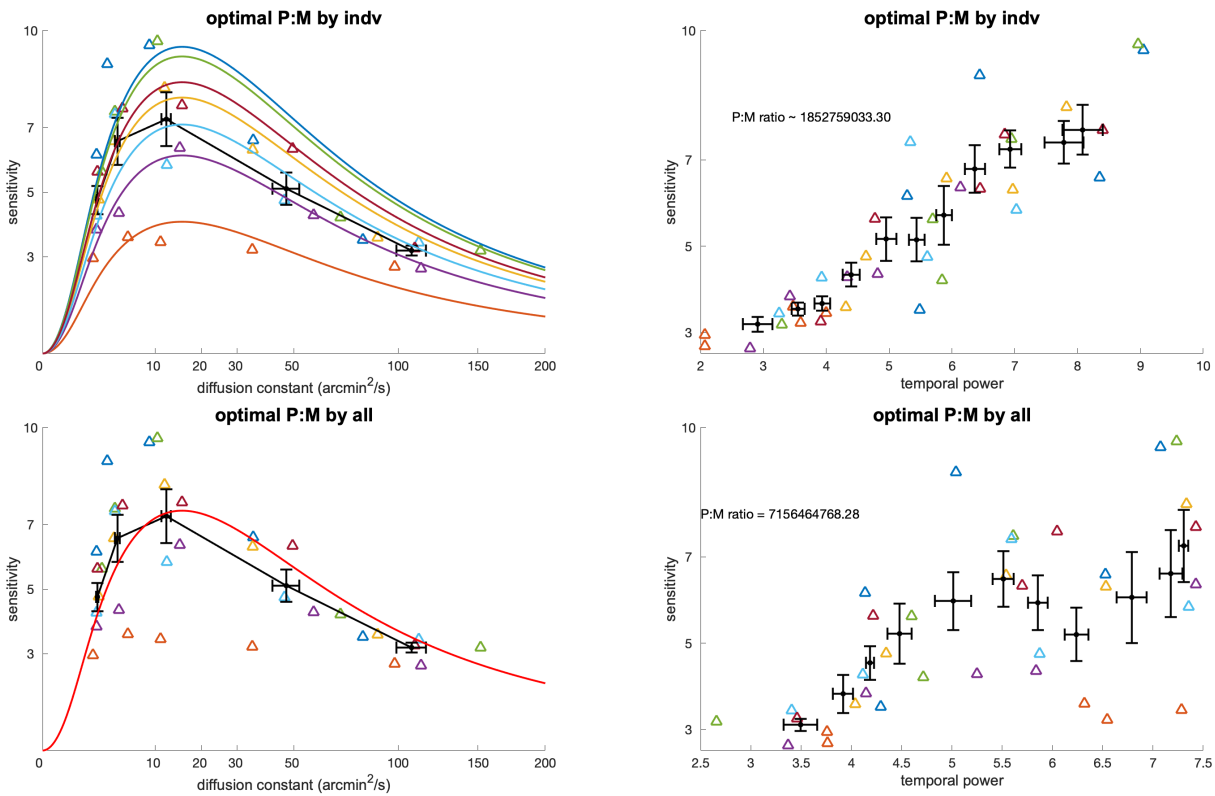 optimal P:M by indv
10
7
5
3
sensitivity
0 10 20 30 50 100 150 200
diffusion constant (arcmin²/s)
optimal P:M by indv
10
7
5
3
sensitivity
P:M ratio ~ 1852759033.30
2 3 4 5 6 7 8 9 10
temporal power
optimal P:M by all
10
7
5
3
sensitivity
0 10 20 30 50 100 150 200
diffusion constant (arcmin²/s)
optimal P:M by all
10
7
5
3
sensitivity
P:M ratio = 7156464768.28
2.5 3 3.5 4 4.5 5 5.5 6 6.5 7 7.5
temporal power